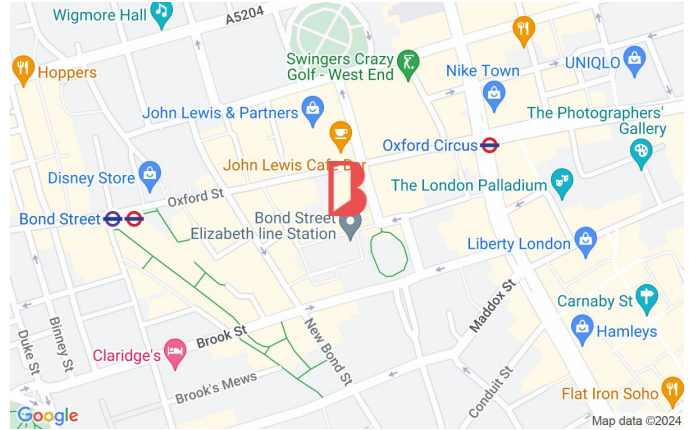 Wigmore Hall
A5204
Hoppers
Swingers Crazy
Golf - West End
Nike Town
UNIQLO
John Lewis & Partners
The Photographers'
Gallery
Oxford Circus
John Lewis Cafe Bar
Disney Store
Oxford St
The London Palladium
Bond Street
Bond Street
Elizabeth line Station
Liberty London
Maddox St
Carnaby St
Binney St
Duke St
Brook St
New Bond St
Hamleys
Claridge's
Brook's Mews
Conduit St
Flat Iron Soho
Google
Map data ©2024